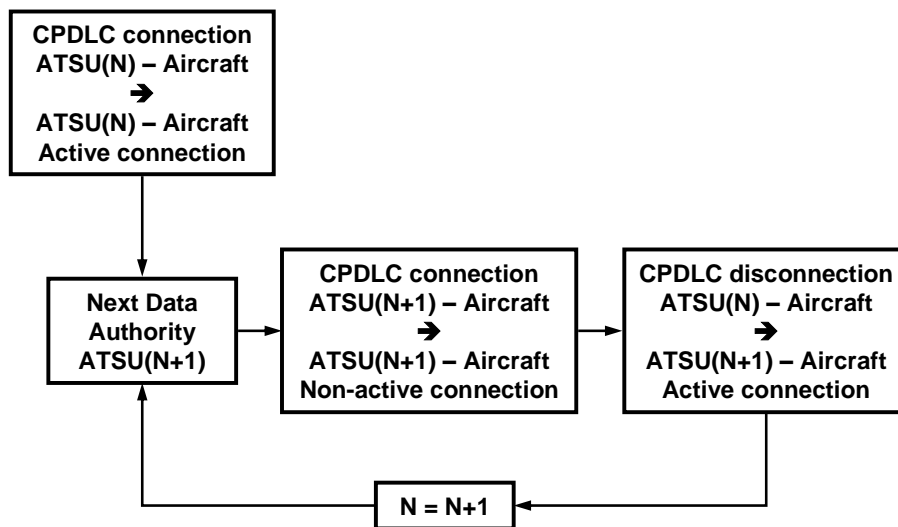 CPDLC connection
ATSU(N) – Aircraft
➔
ATSU(N) – Aircraft
Active connection
Next Data
Authority
ATSU(N+1)
CPDLC connection
ATSU(N+1) – Aircraft
➔
ATSU(N+1) – Aircraft
Non-active connection
CPDLC disconnection
ATSU(N) – Aircraft
➔
ATSU(N+1) – Aircraft
Active connection
N = N+1